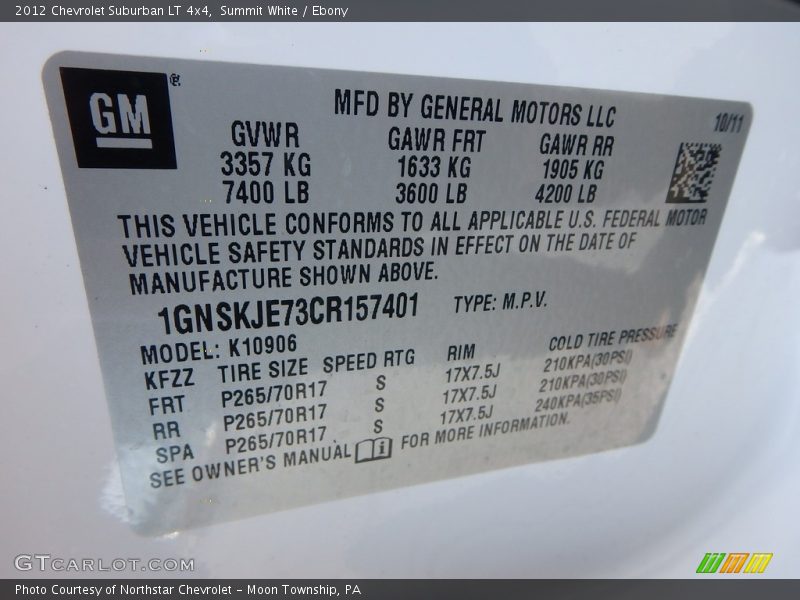 2012 Chevrolet Suburban LT 4x4, Summit White / Ebony
GM ®
MFD BY GENERAL MOTORS LLC 10/11
GVWR GAWR FRT GAWR RR
3357 KG 1633 KG 1905 KG
7400 LB 3600 LB 4200 LB
THIS VEHICLE CONFORMS TO ALL APPLICABLE U.S. FEDERAL MOTOR
VEHICLE SAFETY STANDARDS IN EFFECT ON THE DATE OF
MANUFACTURE SHOWN ABOVE.
1GNSKJE73CR157401 TYPE: M.P.V.
MODEL: K10906
KFZZ TIRE SIZE SPEED RTG RIM COLD TIRE PRESSURE
FRT P265/70R17 S 17X7.5J 210KPA(30PSI)
RR P265/70R17 S 17X7.5J 210KPA(30PSI)
SPA P265/70R17 S 17X7.5J 240KPA(35PSI)
SEE OWNER'S MANUAL FOR MORE INFORMATION.
GTCARLOT.COM
Photo Courtesy of Northstar Chevrolet - Moon Township, PA